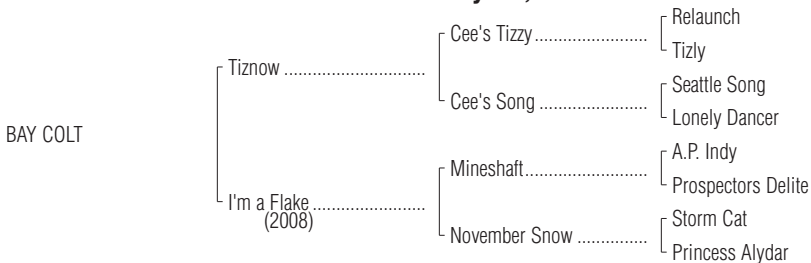 Relaunch
Cee's Tizzy..............................
Tizly
Tiznow ..............................
Seattle Song
Cee's Song ..............................
Lonely Dancer
BAY COLT
A.P. Indy
Mineshaft..............................
Prospectors Delite
I'm a Flake ..............................
(2008)
Storm Cat
November Snow ...............
Princess Alydar